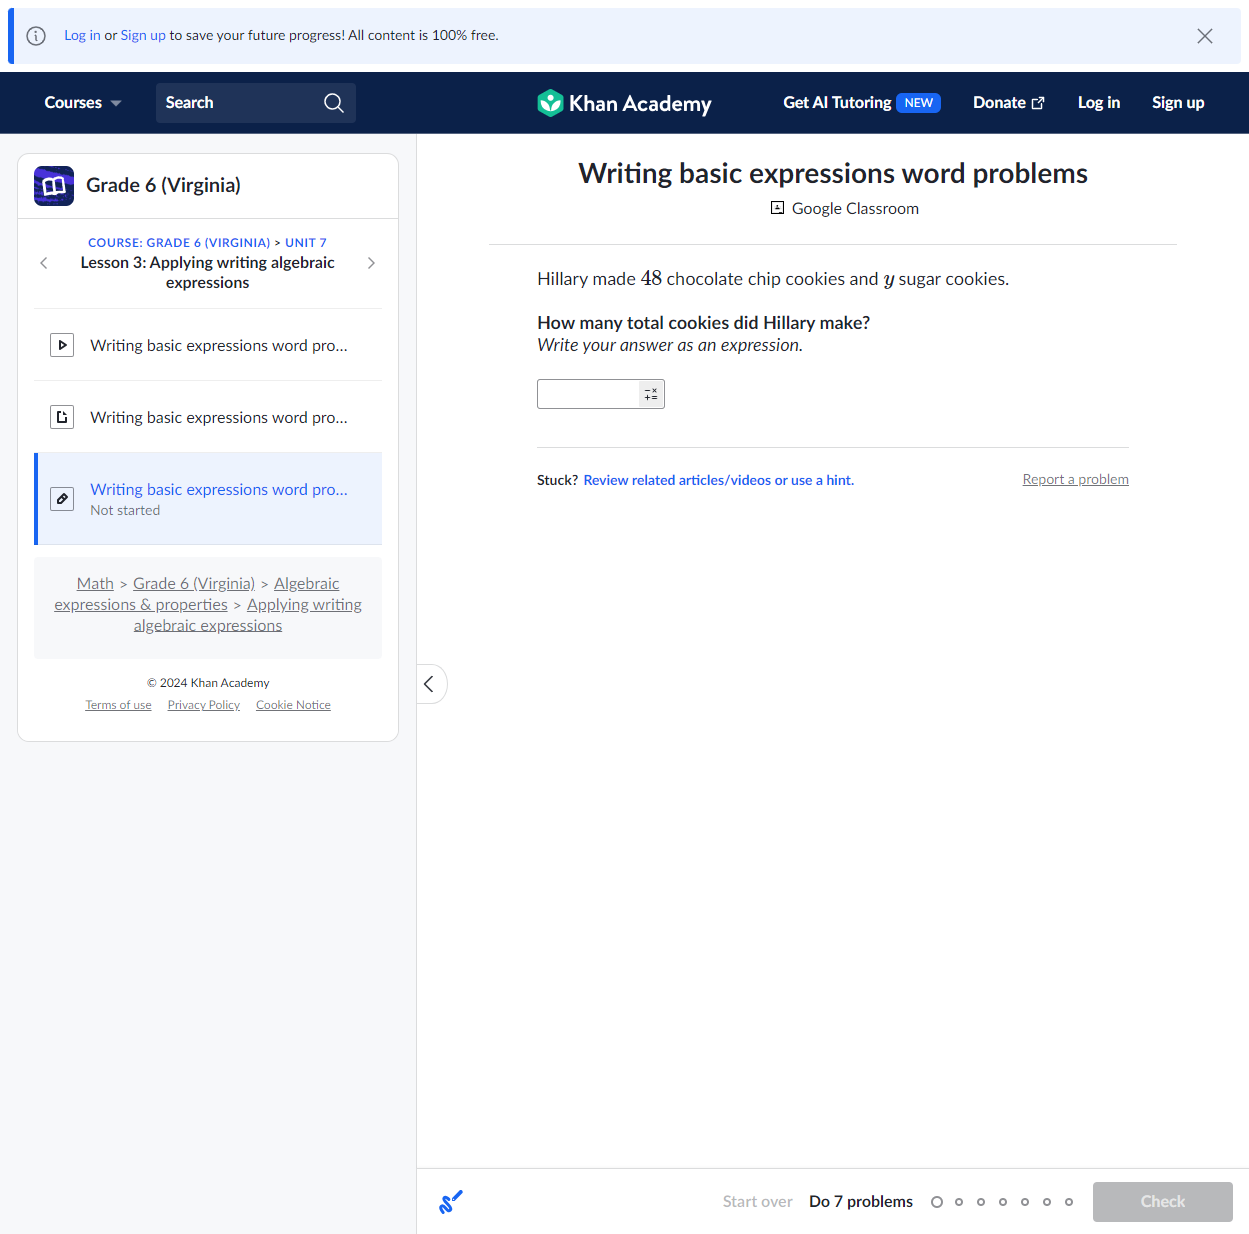 Log in or Sign up to save your future progress! All content is 100% free.
Courses
Search
Khan Academy
Get AI Tutoring NEW
Donate
Log in
Sign up
Grade 6 (Virginia)
COURSE: GRADE 6 (VIRGINIA) > UNIT 7
Lesson 3: Applying writing algebraic
expressions
Writing basic expressions word pro...
Writing basic expressions word pro...
Writing basic expressions word pro...
Not started
Math > Grade 6 (Virginia) > Algebraic
expressions & properties > Applying writing
algebraic expressions
© 2024 Khan Academy
Terms of use Privacy Policy Cookie Notice
Writing basic expressions word problems
Google Classroom
Hillary made 48 chocolate chip cookies and y sugar cookies.
How many total cookies did Hillary make?
Write your answer as an expression.
Stuck? Review related articles/videos or use a hint.
Report a problem
Start over
Do 7 problems
Check